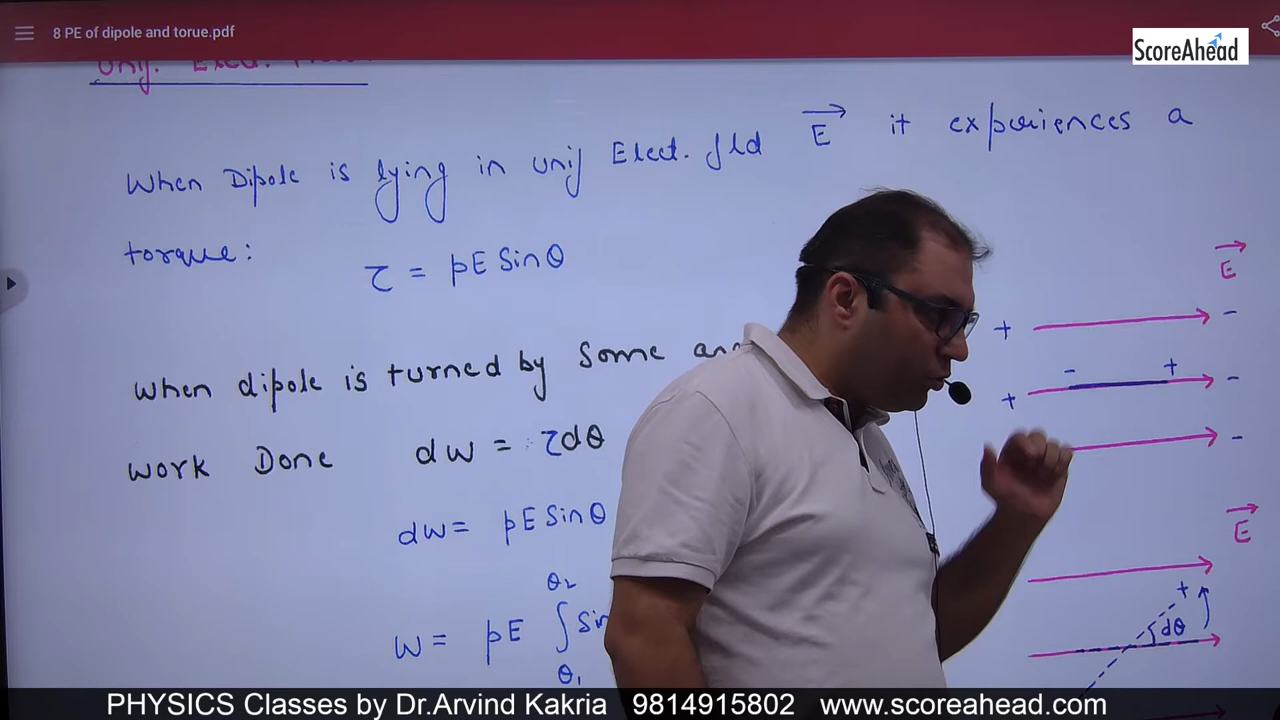 8 PE of dipole and torue.pdf
ScoreAhead
Unif. Elect.
When Dipole is lying in unif Elect. fld E⃗ it experiences a
torque:
τ = pE Sinθ
When dipole is turned by Some
work Done dw = τdθ
dw = pE Sinθ
θ₂
w = pE ∫
θ₁
E⃗
+ -
- +
+ -
-
E⃗
+
dθ
PHYSICS Classes by Dr.Arvind Kakria 9814915802 www.scoreahead.com